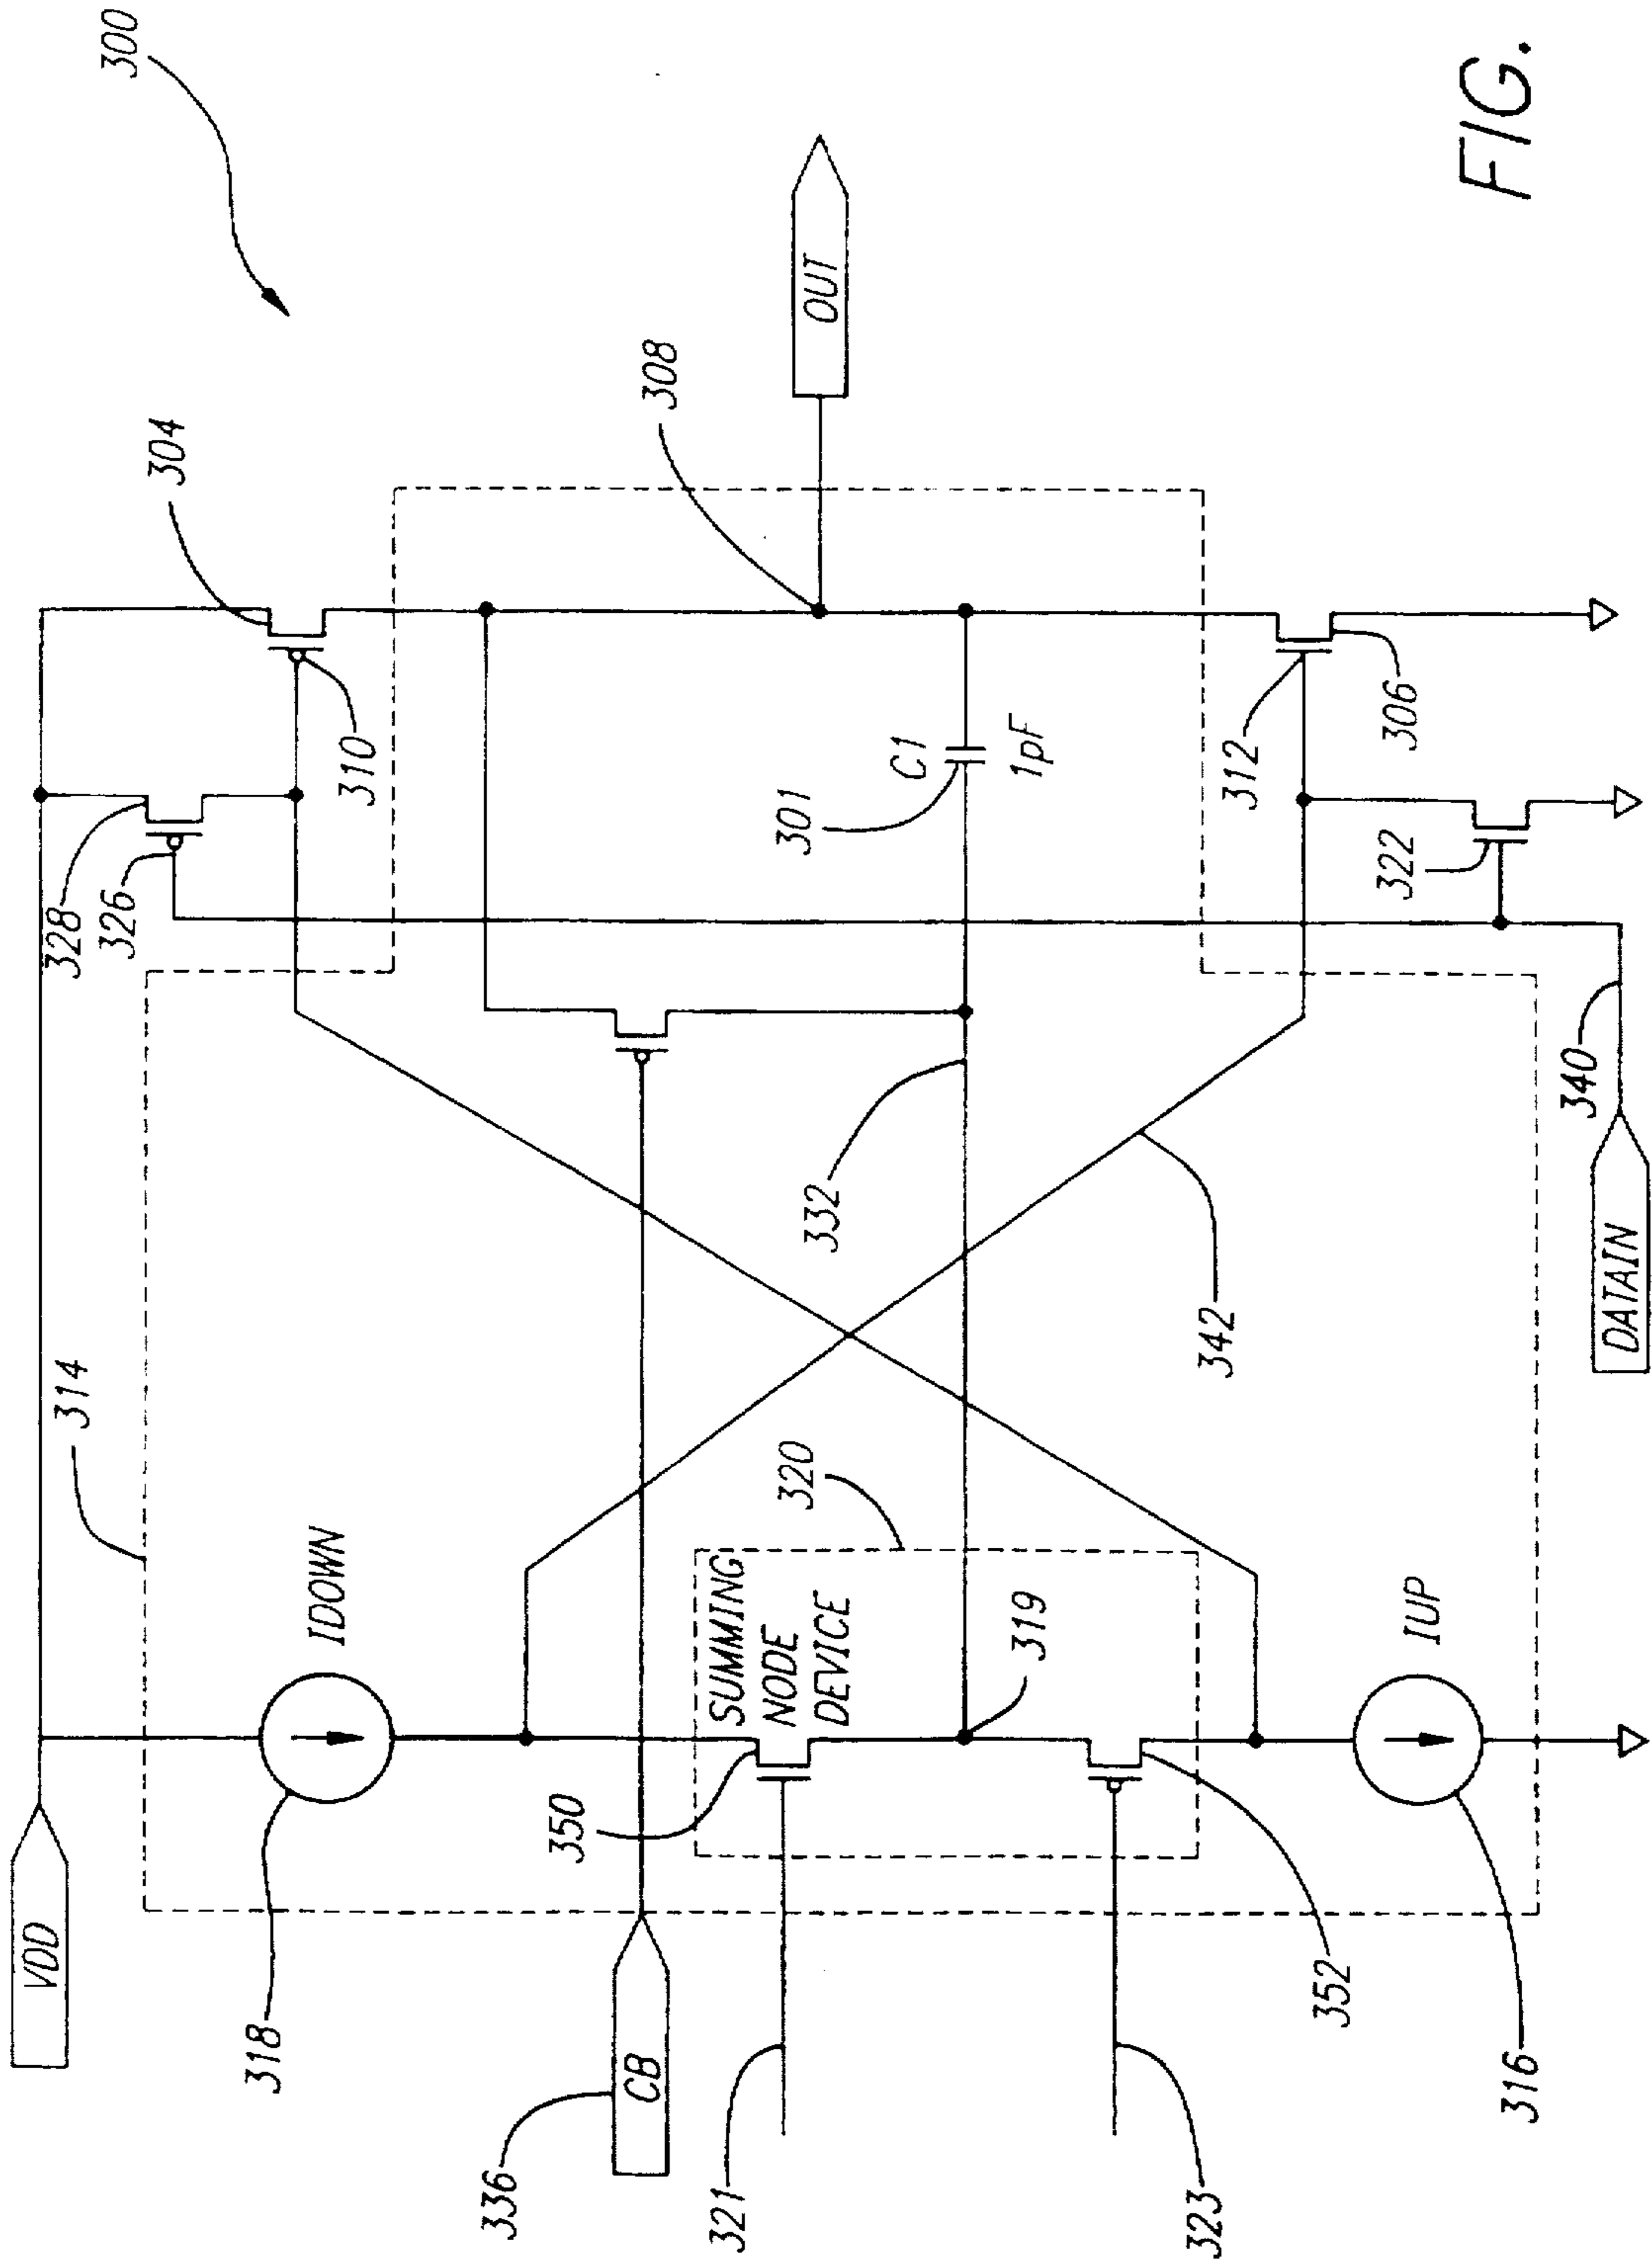 300
VDD
314
328
326
304
310
318
IDOWN
308
OUT
336
CB
350
SUMMING
NODE
DEVICE
320
332
301
C1
1pF
321
319
342
312
306
323
352
322
316
IUP
340
DATAIN
FIG.